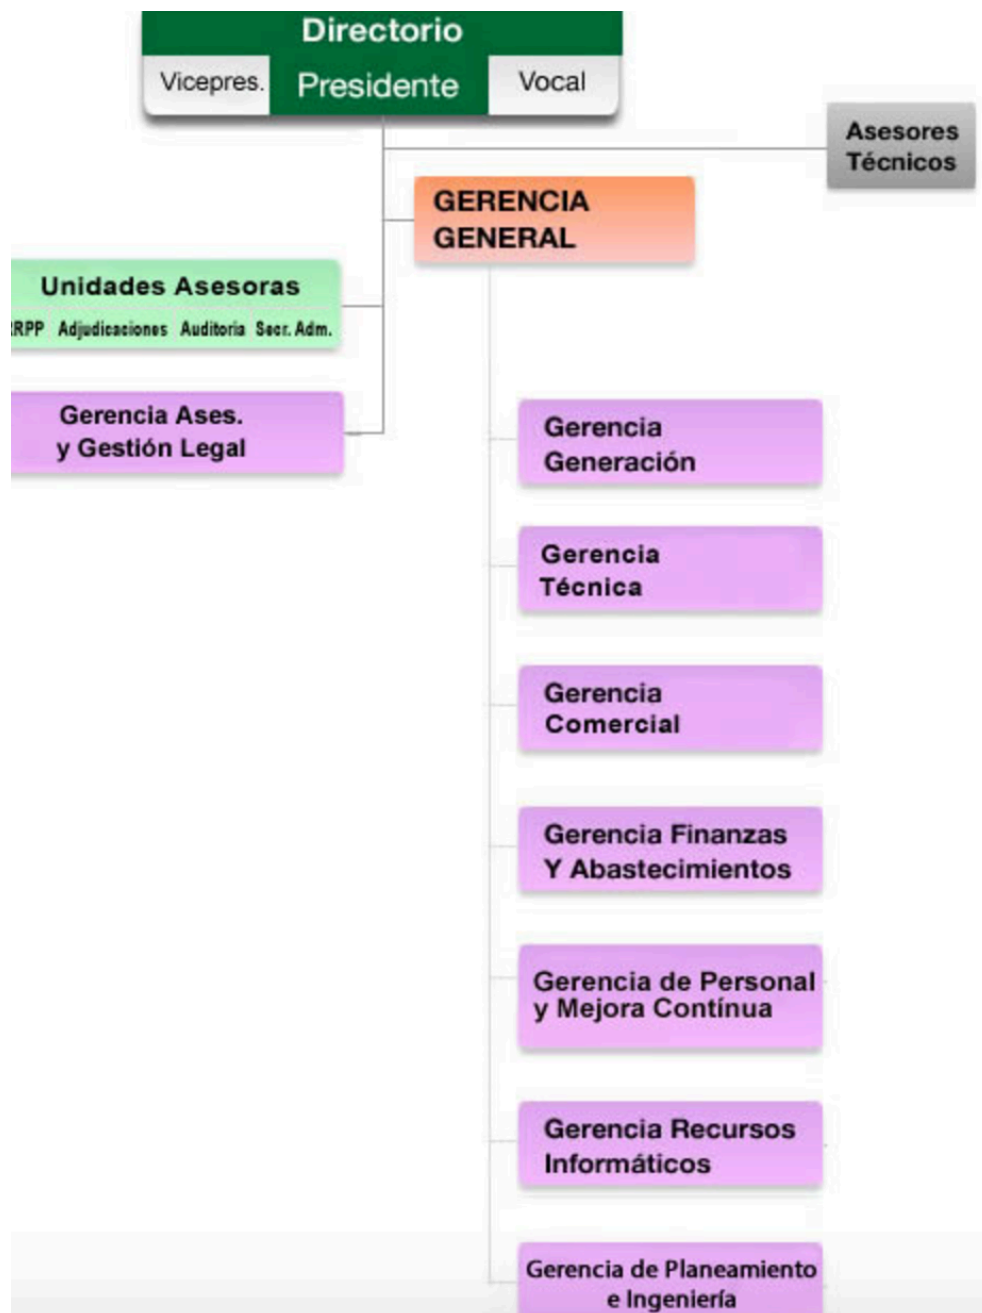 Directorio
Vicepres. Presidente Vocal
Asesores
Técnicos
GERENCIA
GENERAL
Unidades Asesoras
RRPP Adjudicaciones Auditoria Secr. Adm.
Gerencia Ases.
y Gestión Legal
Gerencia
Generación
Gerencia
Técnica
Gerencia
Comercial
Gerencia Finanzas
Y Abastecimientos
Gerencia de Personal
y Mejora Contínua
Gerencia Recursos
Informáticos
Gerencia de Planeamiento
e Ingeniería